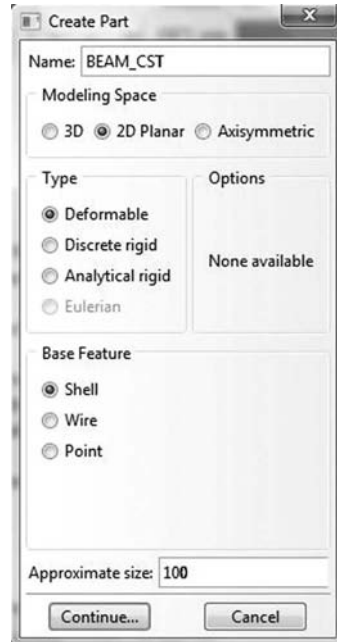 Create Part
X
Name: BEAM_CST
Modeling Space
3D 2D Planar Axisymmetric
Type
Options
Deformable
Discrete rigid
Analytical rigid
Eulerian
None available
Base Feature
Shell
Wire
Point
Approximate size: 100
Continue... Cancel